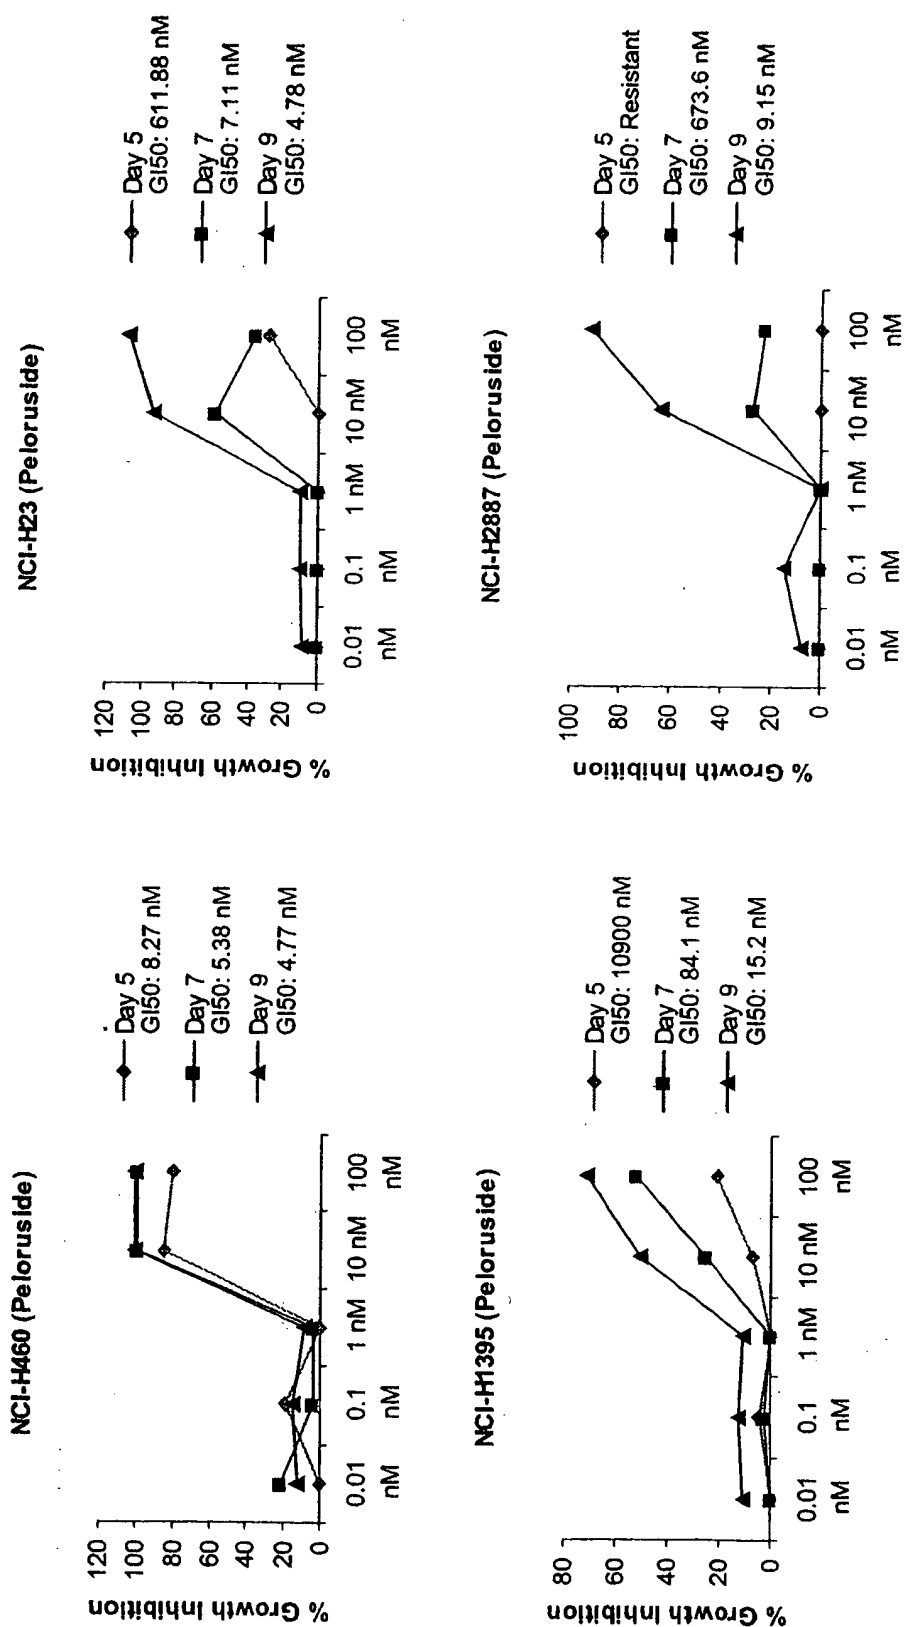 NCI-H460 (Peloruside)
% Growth Inhibition
120
100
80
60
40
20
0
0.01 nM
0.1 nM
1 nM
10 nM
100 nM
Day 5
GI50: 8.27 nM
Day 7
GI50: 5.38 nM
Day 9
GI50: 4.77 nM
NCI-H23 (Peloruside)
% Growth Inhibition
120
100
80
60
40
20
0
0.01 nM
0.1 nM
1 nM
10 nM
100 nM
Day 5
GI50: 611.88 nM
Day 7
GI50: 7.11 nM
Day 9
GI50: 4.78 nM
NCI-H1395 (Peloruside)
% Growth Inhibition
80
70
60
50
40
30
20
10
0
0.01 nM
0.1 nM
1 nM
10 nM
100 nM
Day 5
GI50: 10900 nM
Day 7
GI50: 84.1 nM
Day 9
GI50: 15.2 nM
NCI-H2887 (Peloruside)
% Growth Inhibition
100
80
60
40
20
0
0.01 nM
0.1 nM
1 nM
10 nM
100 nM
Day 5
GI50: Resistant
Day 7
GI50: 673.6 nM
Day 9
GI50: 9.15 nM